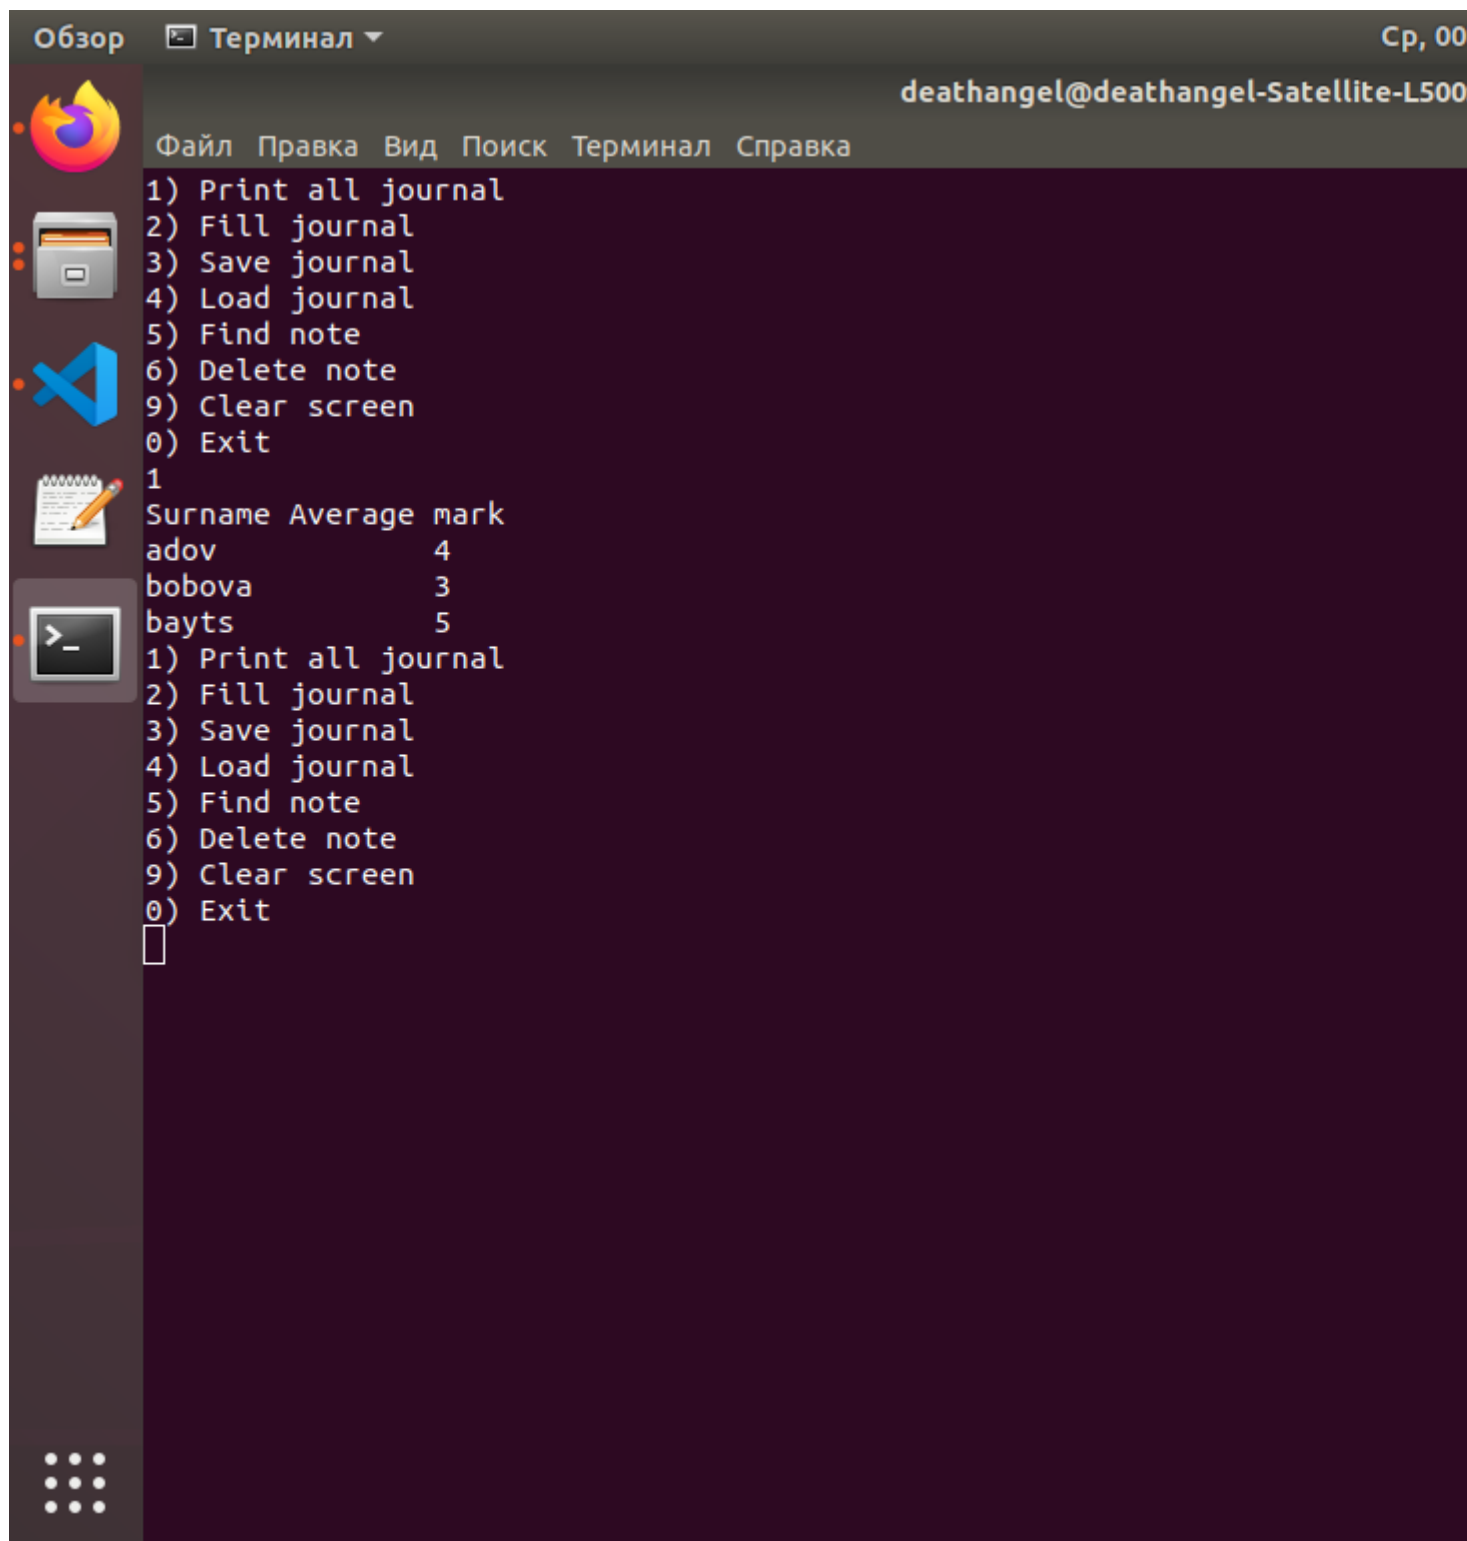 Обзор Терминал Ср, 00
deathangel@deathangel-Satellite-L500
Файл Правка Вид Поиск Терминал Справка
1) Print all journal
2) Fill journal
3) Save journal
4) Load journal
5) Find note
6) Delete note
9) Clear screen
0) Exit
1
Surname Average mark
adov 4
bobova 3
bayts 5
1) Print all journal
2) Fill journal
3) Save journal
4) Load journal
5) Find note
6) Delete note
9) Clear screen
0) Exit